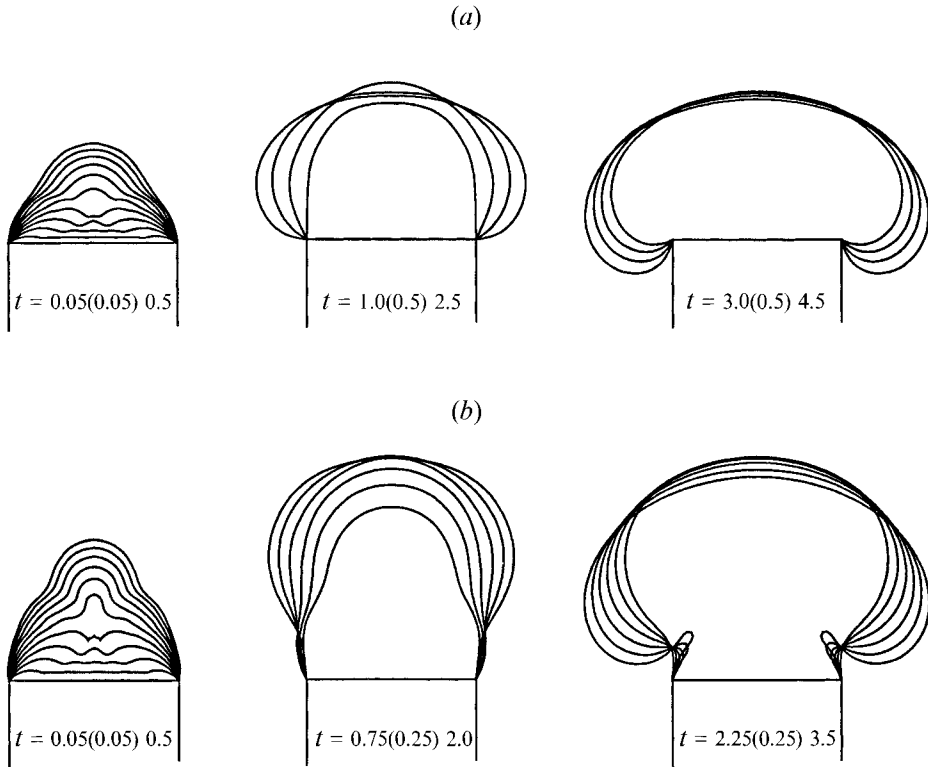 (a)
t = 0.05(0.05) 0.5
t = 1.0(0.5) 2.5
t = 3.0(0.5) 4.5
(b)
t = 0.05(0.05) 0.5
t = 0.75(0.25) 2.0
t = 2.25(0.25) 3.5